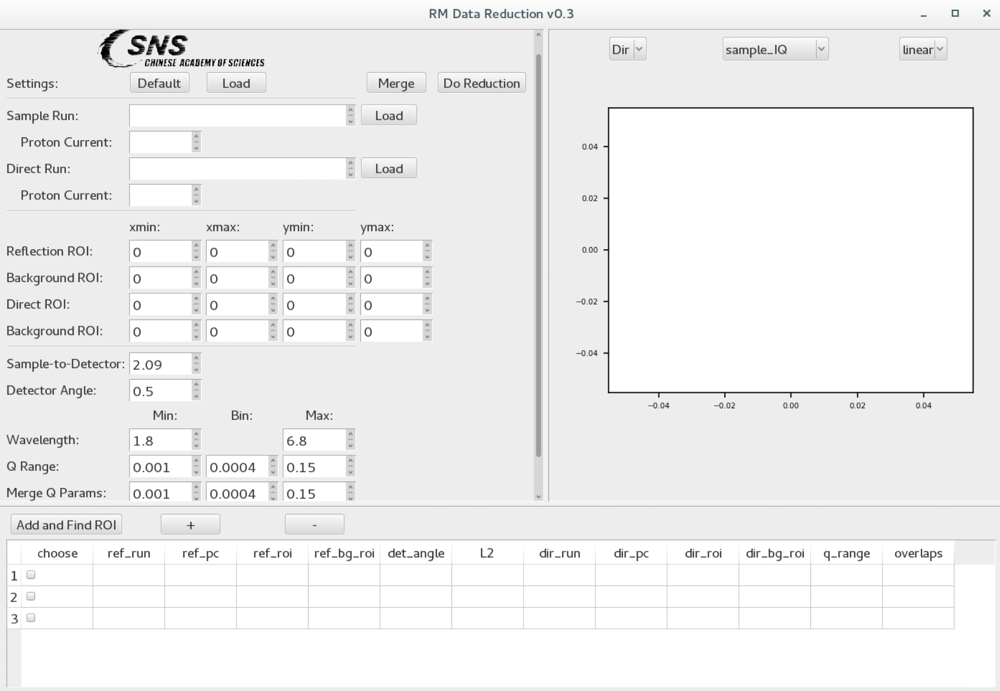 RM Data Reduction v0.3
SNS
CHINESE ACADEMY OF SCIENCES
Settings: Default Load Merge Do Reduction
Sample Run: Load
Proton Current:
Direct Run: Load
Proton Current:
xmin: xmax: ymin: ymax:
Reflection ROI: 0 0 0 0
Background ROI: 0 0 0 0
Direct ROI: 0 0 0 0
Background ROI: 0 0 0 0
Sample-to-Detector: 2.09
Detector Angle: 0.5
Min: Bin: Max:
Wavelength: 1.8 6.8
Q Range: 0.001 0.0004 0.15
Merge Q Params: 0.001 0.0004 0.15
Dir sample_IQ linear
0.04
0.02
0.00
−0.02
−0.04
−0.04 −0.02 0.00 0.02 0.04
Add and Find ROI + -
choose ref_run ref_pc ref_roi ref_bg_roi det_angle L2 dir_run dir_pc dir_roi dir_bg_roi q_range overlaps
1
2
3